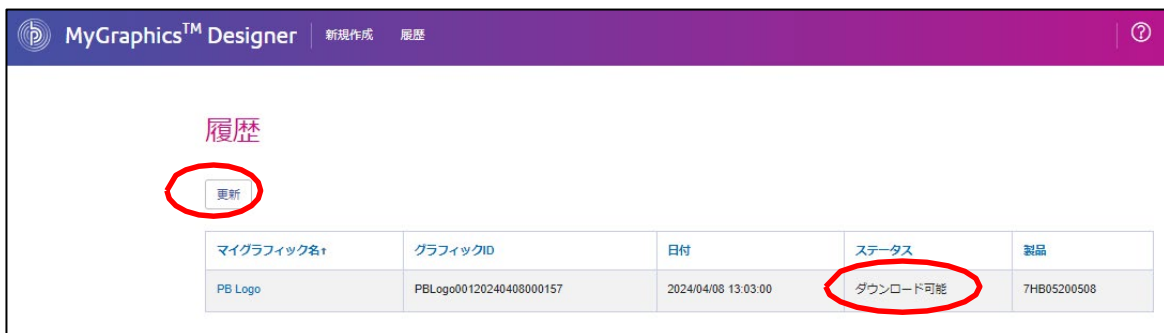 MyGraphics™ Designer 新規作成 履歴
履歴
更新
マイグラフィック名↑ グラフィックID 日付 ステータス 製品
PB Logo PBLogo00120240408000157 2024/04/08 13:03:00 ダウンロード可能 7HB05200508